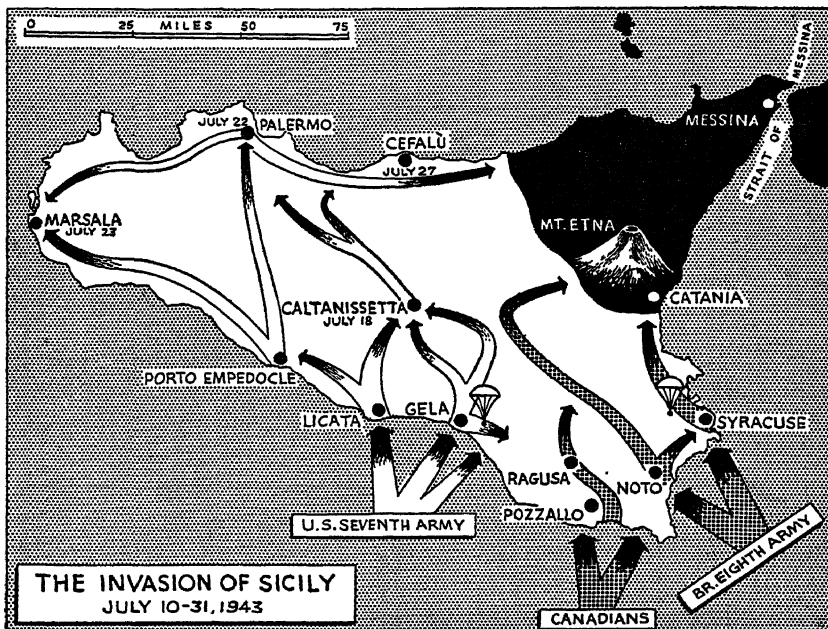 0 25 MILES 50 75
STRAIT OF MESSINA
MESSINA
JULY 22 PALERMO
CEFALÙ
JULY 27
MT. ETNA
MARSALA
JULY 23
CATANIA
CALTANISSETTA
JULY 18
PORTO EMPEDOCLE
LICATA
GELA
SYRACUSE
RAGUSA
NOTO
POZZALLO
U.S. SEVENTH ARMY
BR. EIGHTH ARMY
CANADIANS
THE INVASION OF SICILY
JULY 10-31, 1943